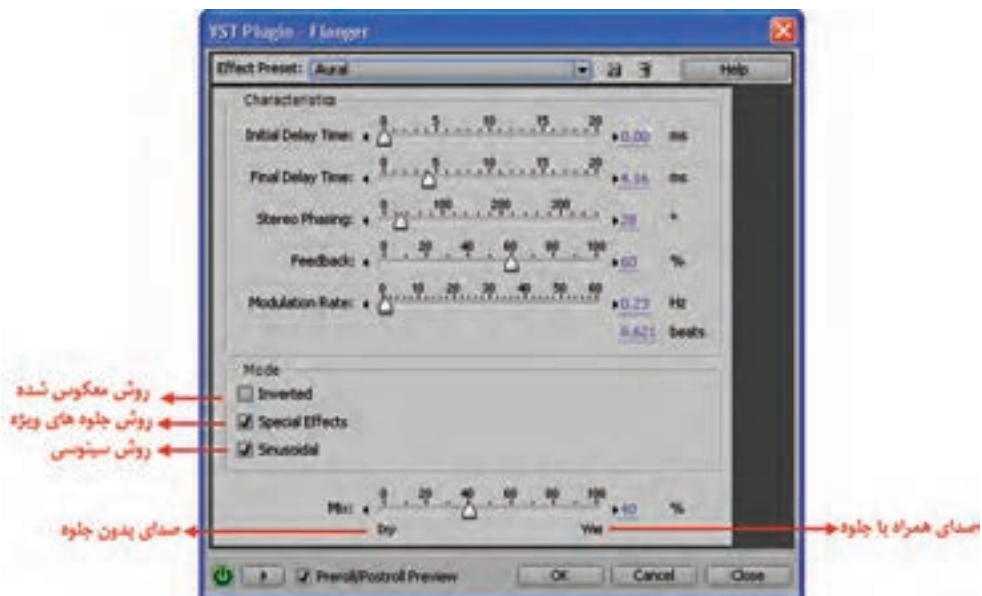 VST Plugin - Flanger
Effect Preset: Aural Help
Characteristics
0 5 10 15 20
Initial Delay Time: 0.00 ms
0 5 10 15 20
Final Delay Time: 4.16 ms
0 100 200 300
Stereo Phasing: 28 °
0 20 40 60 80 100
Feedback: 60 %
0 10 20 30 40 50 60
Modulation Rate: 0.23 Hz
beats
Mode
روش معکوس شده Inverted
روش جلوه های ویژه Special Effects
روش سینوسی Sinusoidal
0 20 40 60 80 100
Mix: 40 %
صدای بدون جلوه Dry Wet صدای همراه با جلوه
Preroll/Postroll Preview OK Cancel Close